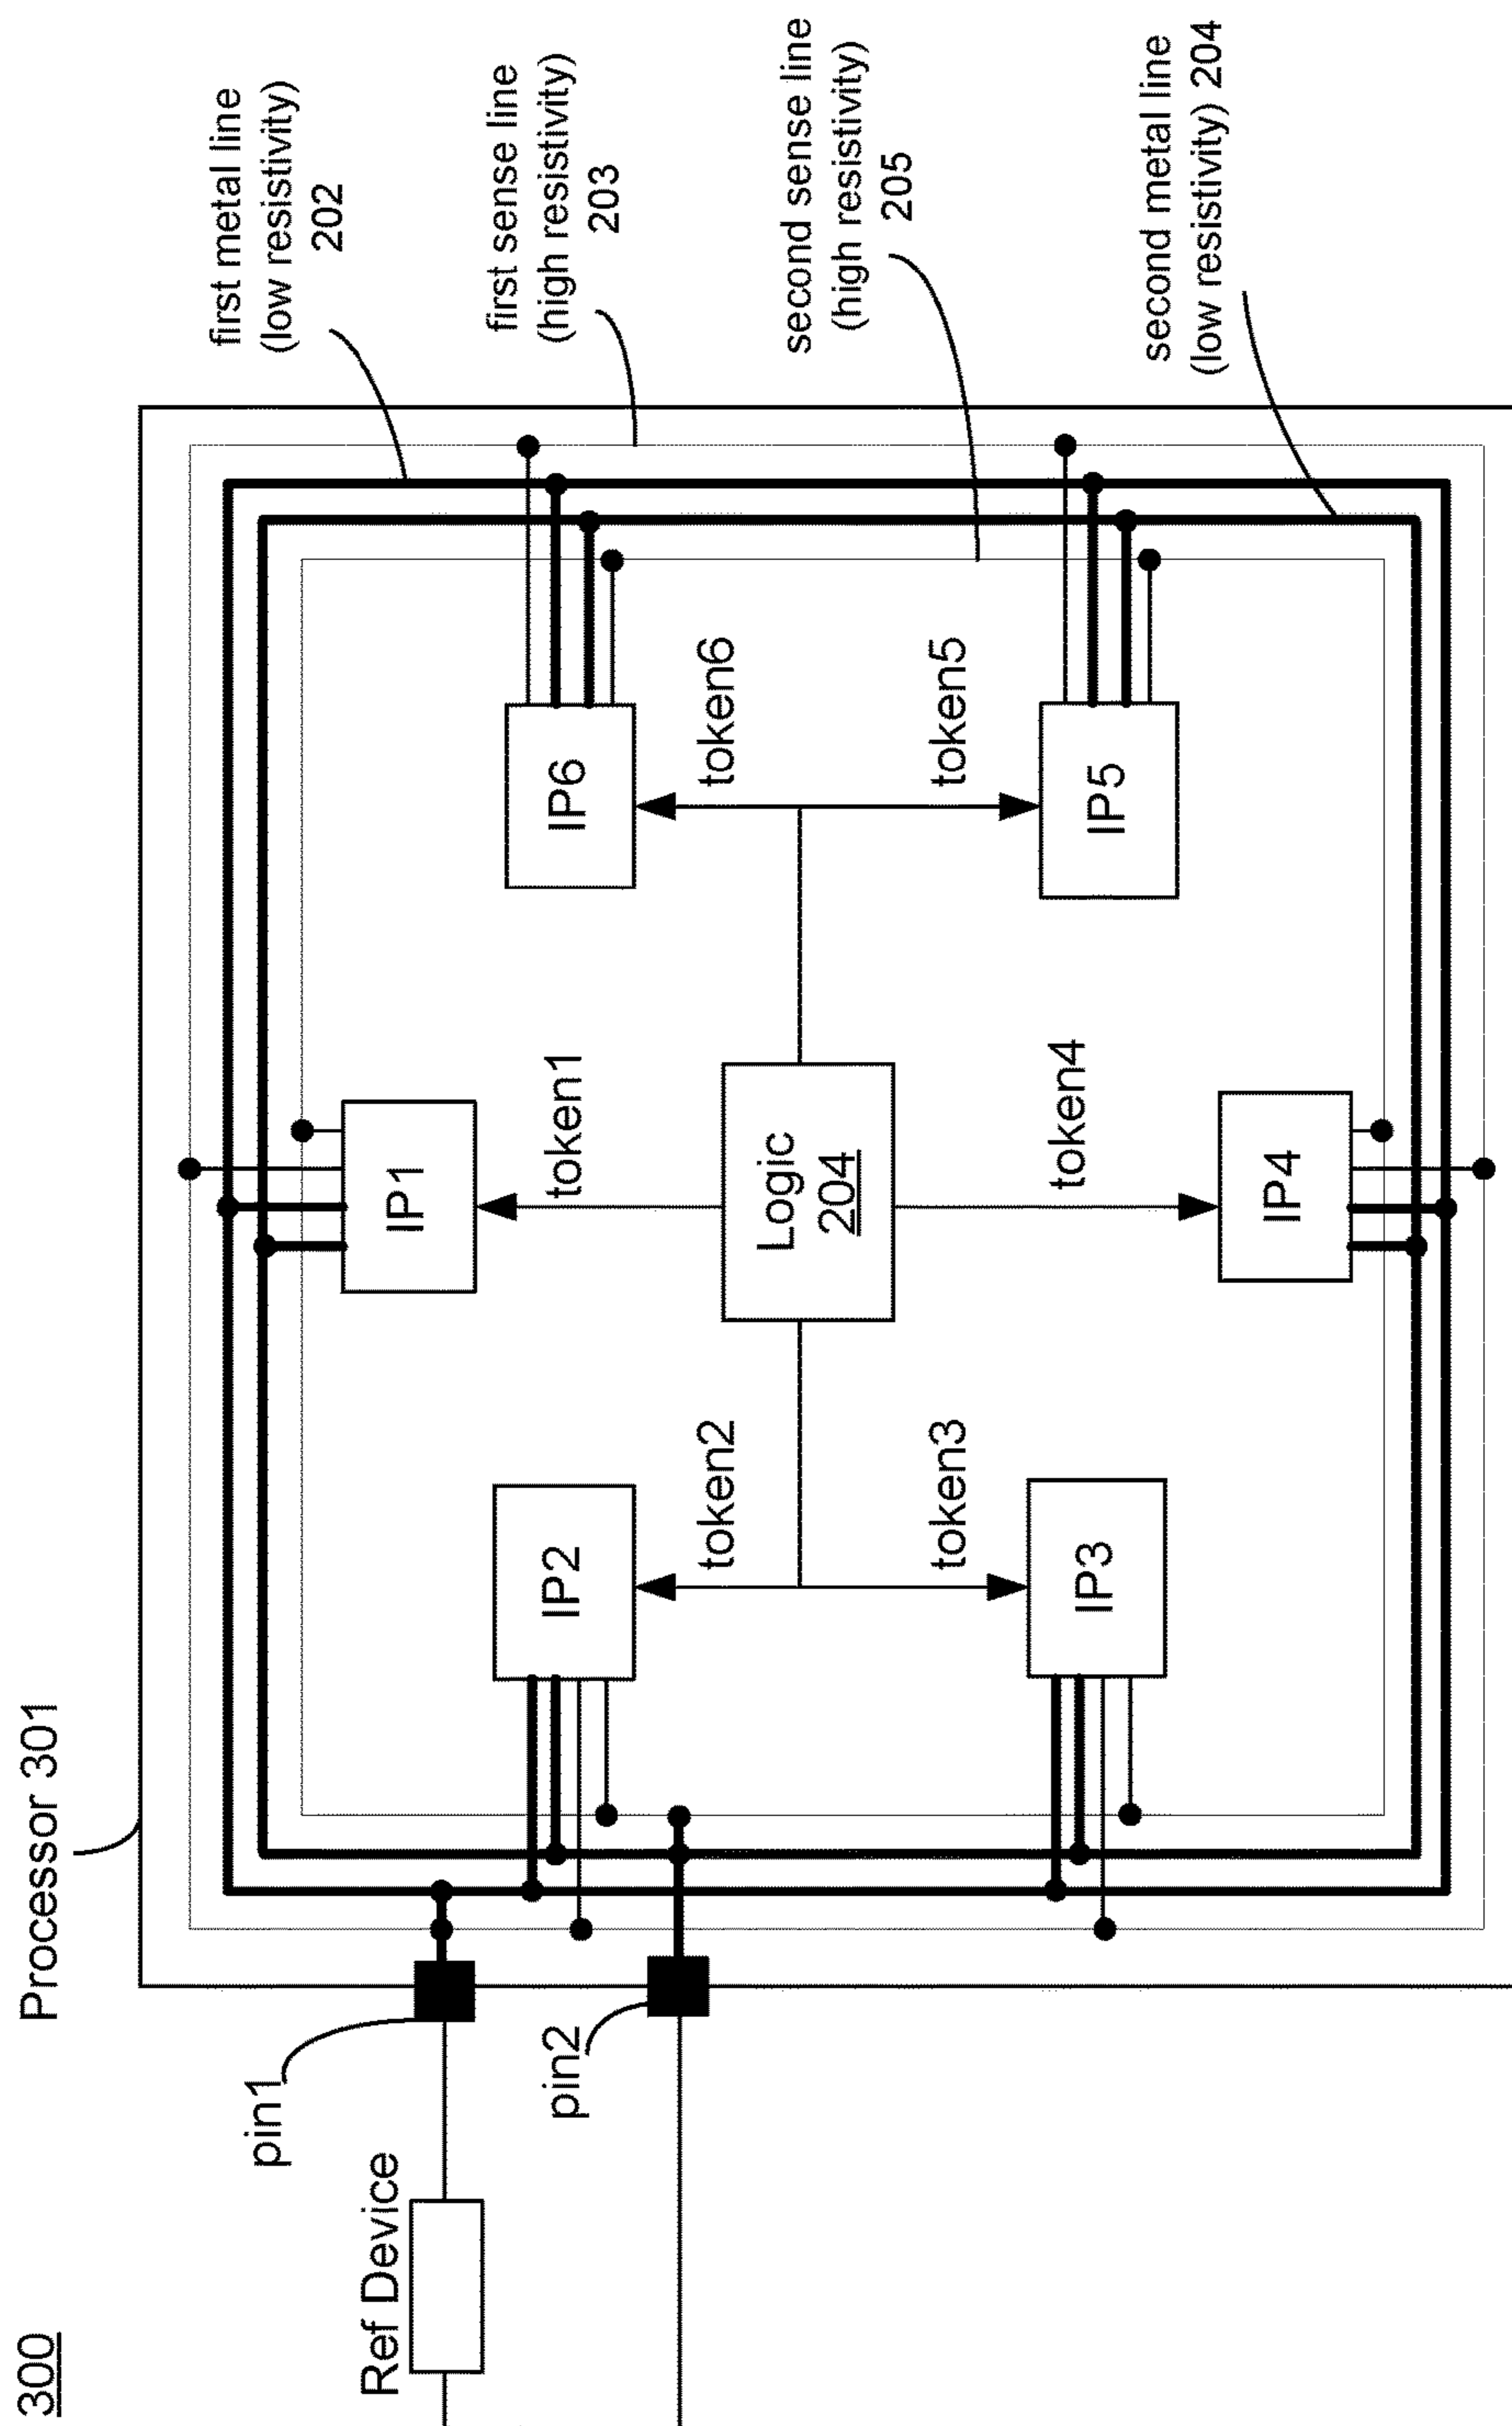 300
Processor 301
Ref Device
pin1
pin2
IP2
token2
token3
IP3
IP1
token1
Logic
204
token4
IP4
IP6
token6
token5
IP5
first metal line
(low resistivity)
202
first sense line
(high resistivity)
203
second sense line
(high resistivity)
205
second metal line
(low resistivity) 204